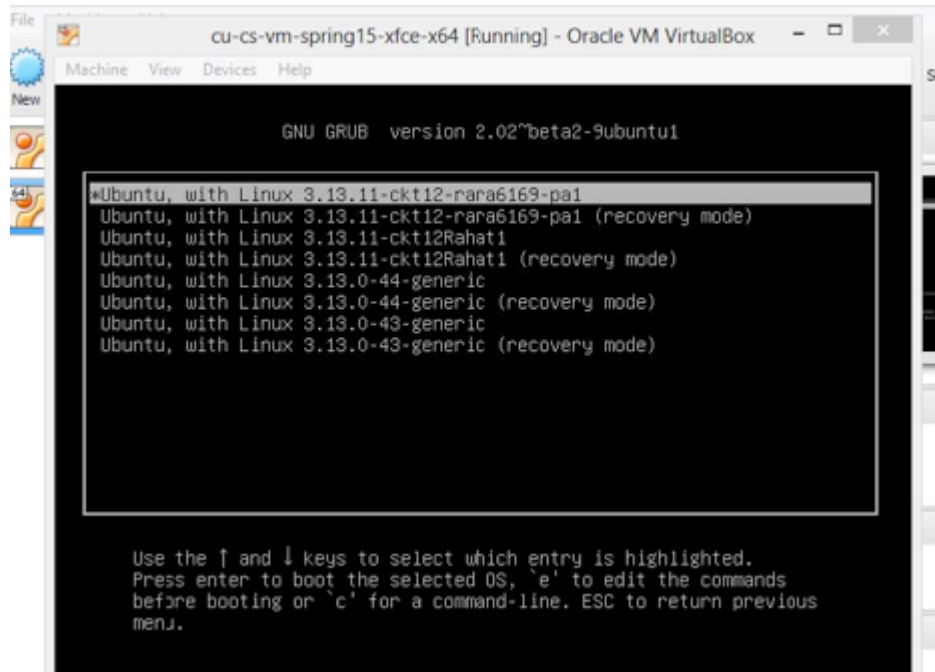 File
cu-cs-vm-spring15-xfce-x64 [Running] - Oracle VM VirtualBox
Machine View Devices Help
New
GNU GRUB version 2.02~beta2-9ubuntu1
*Ubuntu, with Linux 3.13.11-ckt12-rara6169-pa1
Ubuntu, with Linux 3.13.11-ckt12-rara6169-pa1 (recovery mode)
Ubuntu, with Linux 3.13.11-ckt12Rahat1
Ubuntu, with Linux 3.13.11-ckt12Rahat1 (recovery mode)
Ubuntu, with Linux 3.13.0-44-generic
Ubuntu, with Linux 3.13.0-44-generic (recovery mode)
Ubuntu, with Linux 3.13.0-43-generic
Ubuntu, with Linux 3.13.0-43-generic (recovery mode)
Use the ↑ and ↓ keys to select which entry is highlighted.
Press enter to boot the selected OS, `e' to edit the commands
before booting or `c' for a command-line. ESC to return previous
menu.
64